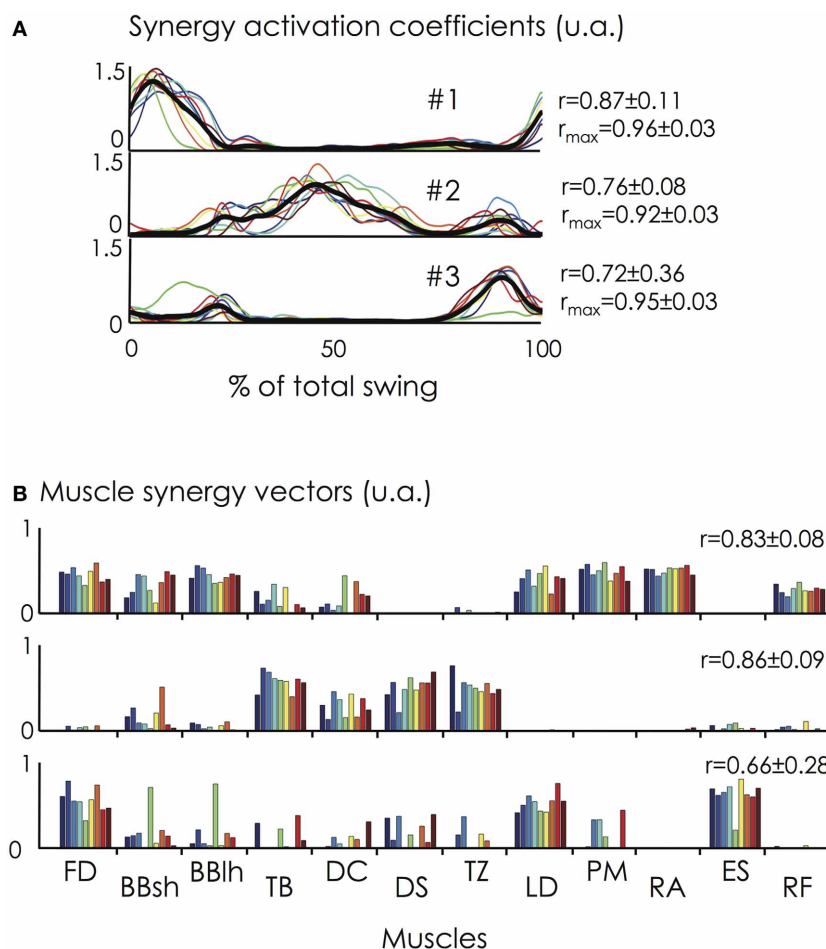 A Synergy activation coefficients (u.a.)
1.5
#1
r=0.87±0.11
r_max=0.96±0.03
0
1.5
#2
r=0.76±0.08
r_max=0.92±0.03
0
1.5
#3
r=0.72±0.36
r_max=0.95±0.03
0
0 50 100
% of total swing
B Muscle synergy vectors (u.a.)
1
r=0.83±0.08
0
1
r=0.86±0.09
0
1
r=0.66±0.28
0
FD BBsh BBlh TB DC DS TZ LD PM RA ES RF
Muscles